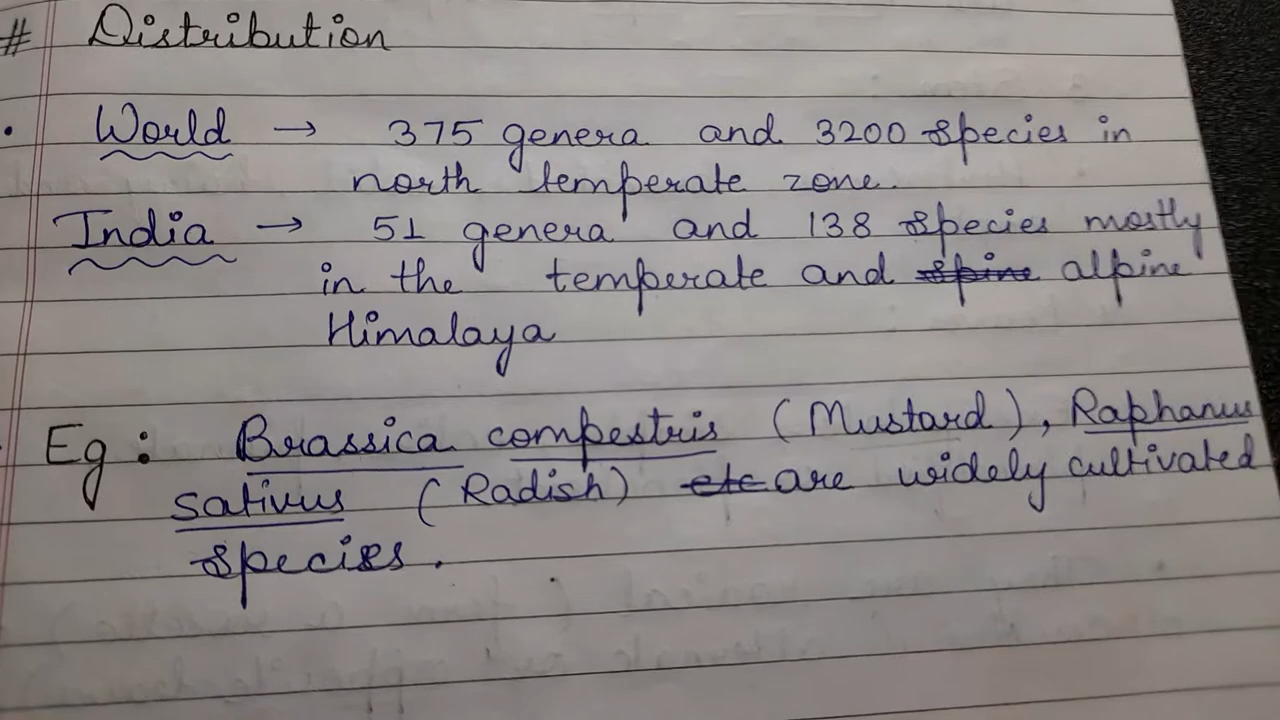 # Distribution
. World → 375 genera and 3200 species in
north temperate zone.
India → 51 genera and 138 species mostly
in the temperate and ~~spine~~ alpine
Himalaya
Eg : Brassica compestris (Mustard), Raphanus
sativus (Radish) ~~etc~~ are widely cultivated
species.